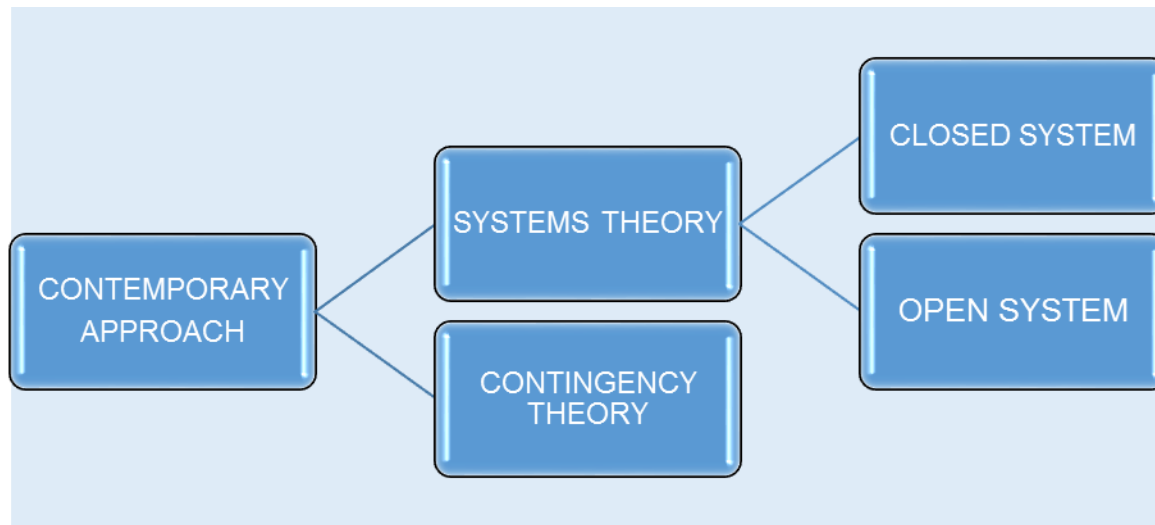 CONTEMPORARY
APPROACH
SYSTEMS THEORY
CONTINGENCY
THEORY
CLOSED SYSTEM
OPEN SYSTEM